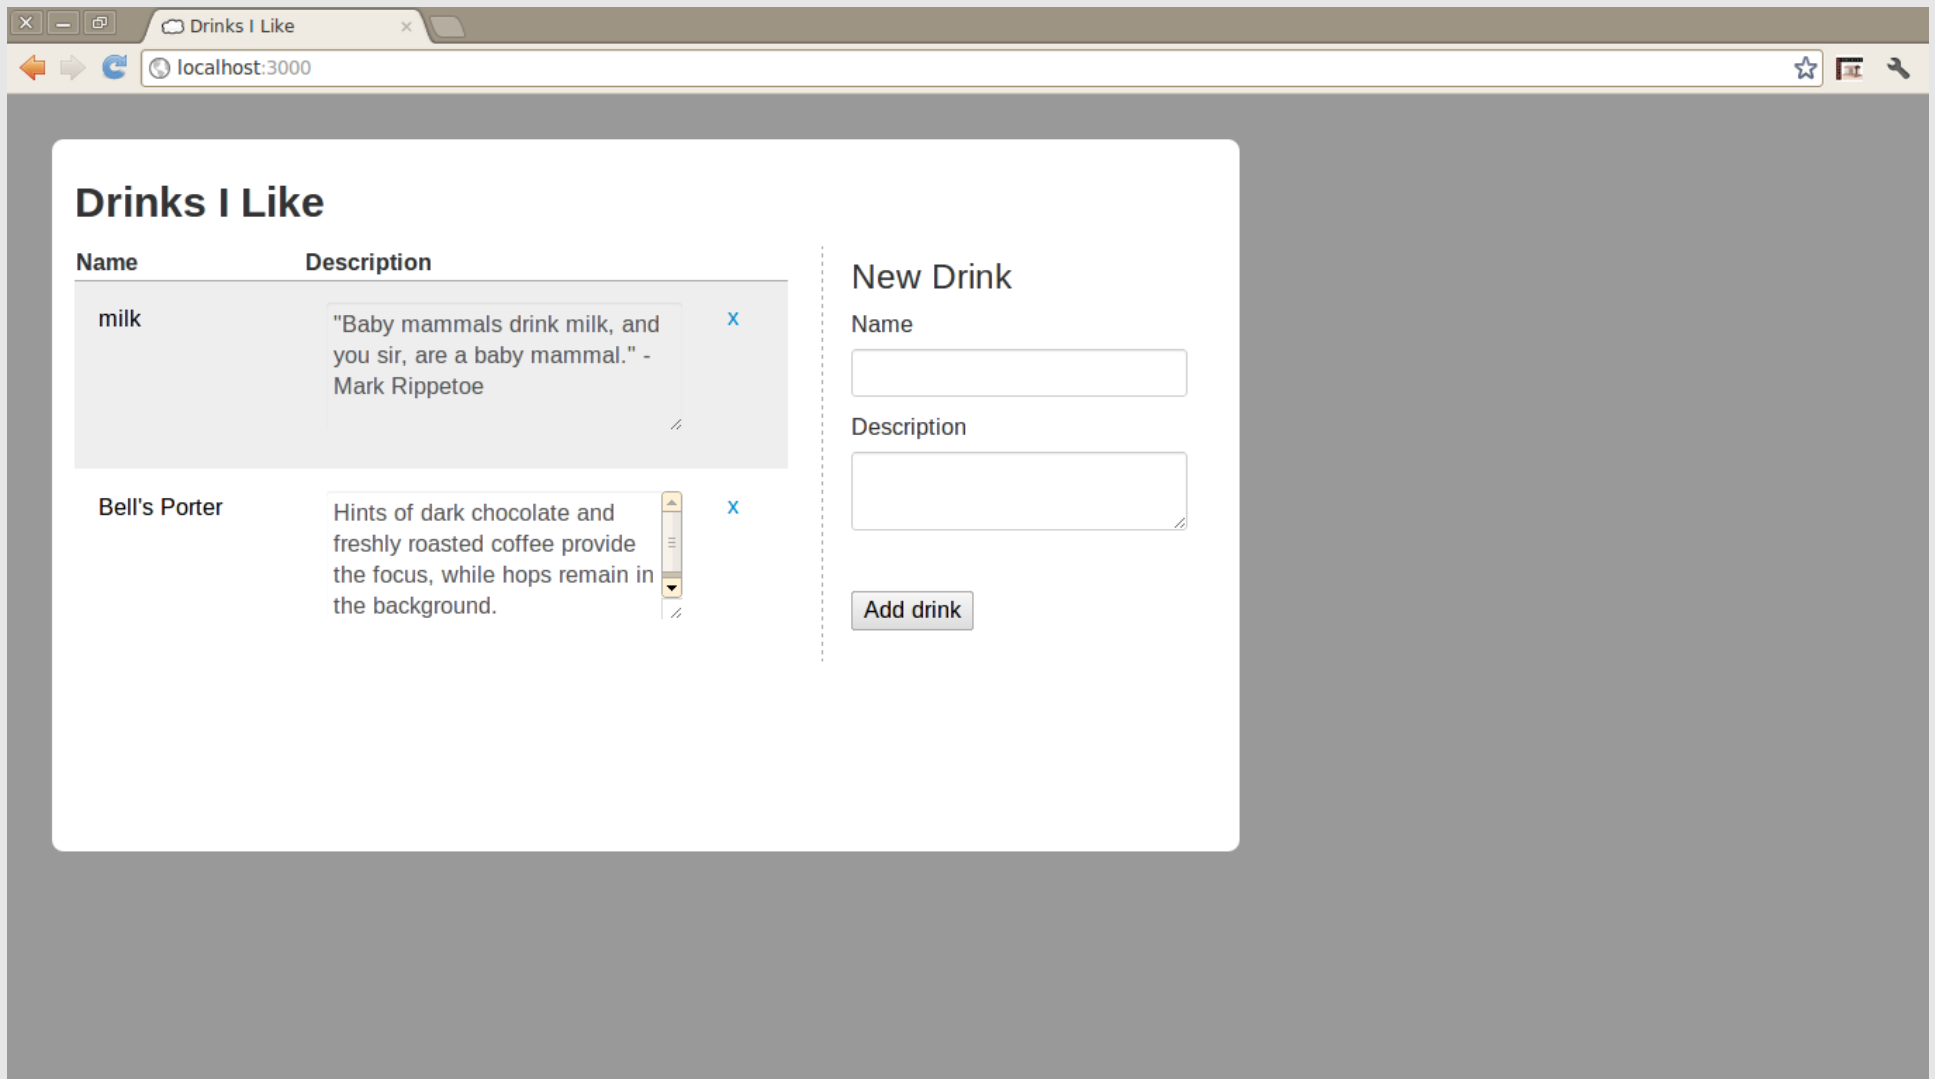 Drinks I Like
localhost:3000
Drinks I Like
Name Description
milk
"Baby mammals drink milk, and
you sir, are a baby mammal." -
Mark Rippetoe
x
Bell's Porter
Hints of dark chocolate and
freshly roasted coffee provide
the focus, while hops remain in
the background.
x
New Drink
Name
Description
Add drink